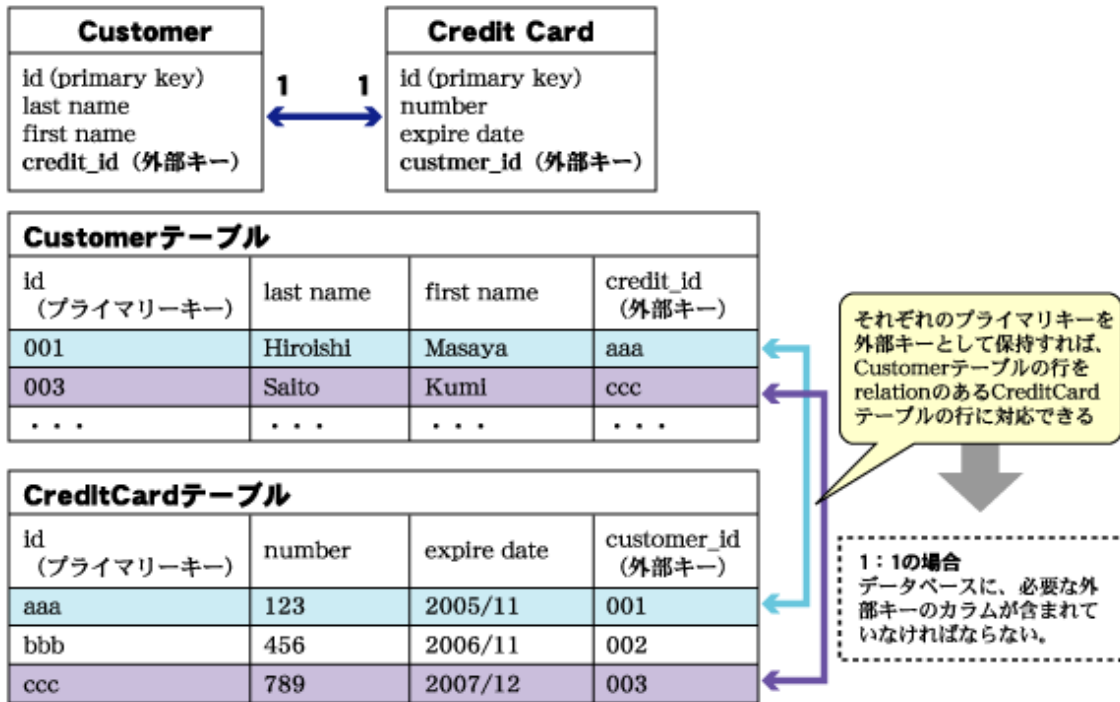 Customer
id (primary key)
last name
first name
credit_id（外部キー）
1
1
Credit Card
id (primary key)
number
expire date
custmer_id（外部キー）
Customerテーブル
id
（プライマリーキー）
last name
first name
credit_id
（外部キー）
001
Hiroishi
Masaya
aaa
003
Saito
Kumi
ccc
・・・
・・・
・・・
・・・
それぞれのプライマリキーを
外部キーとして保持すれば、
Customerテーブルの行を
relationのあるCreditCard
テーブルの行に対応できる
CreditCardテーブル
id
（プライマリーキー）
number
expire date
customer_id
（外部キー）
aaa
123
2005/11
001
bbb
456
2006/11
002
ccc
789
2007/12
003
1：1の場合
データベースに、必要な外
部キーのカラムが含まれて
いなければならない。